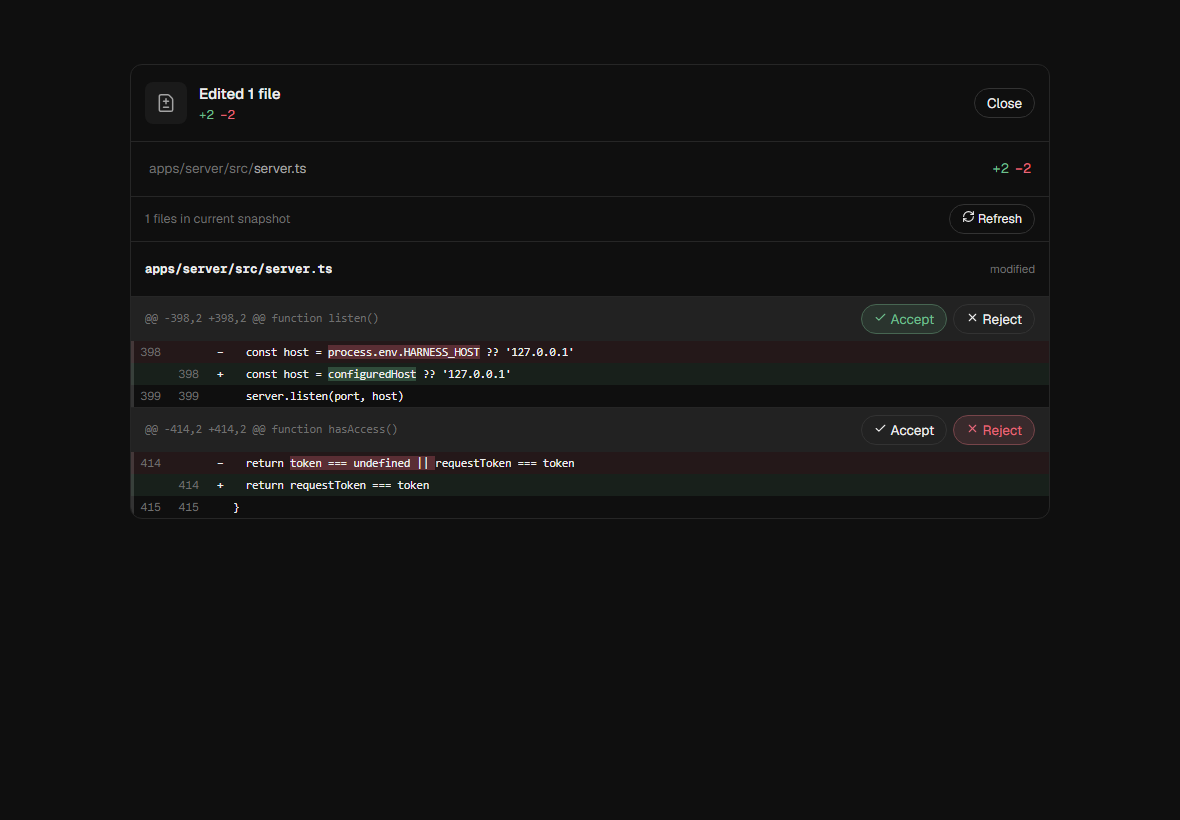 Edited 1 file
+2 −2
Close
apps/server/src/server.ts
+2 −2
1 files in current snapshot
Refresh
apps/server/src/server.ts
modified
@@ -398,2 +398,2 @@ function listen()
Accept
Reject
398 − const host = process.env.HARNESS_HOST ?? '127.0.0.1'
398 + const host = configuredHost ?? '127.0.0.1'
399 399 server.listen(port, host)
@@ -414,2 +414,2 @@ function hasAccess()
Accept
Reject
414 − return token === undefined || requestToken === token
414 + return requestToken === token
415 415 }